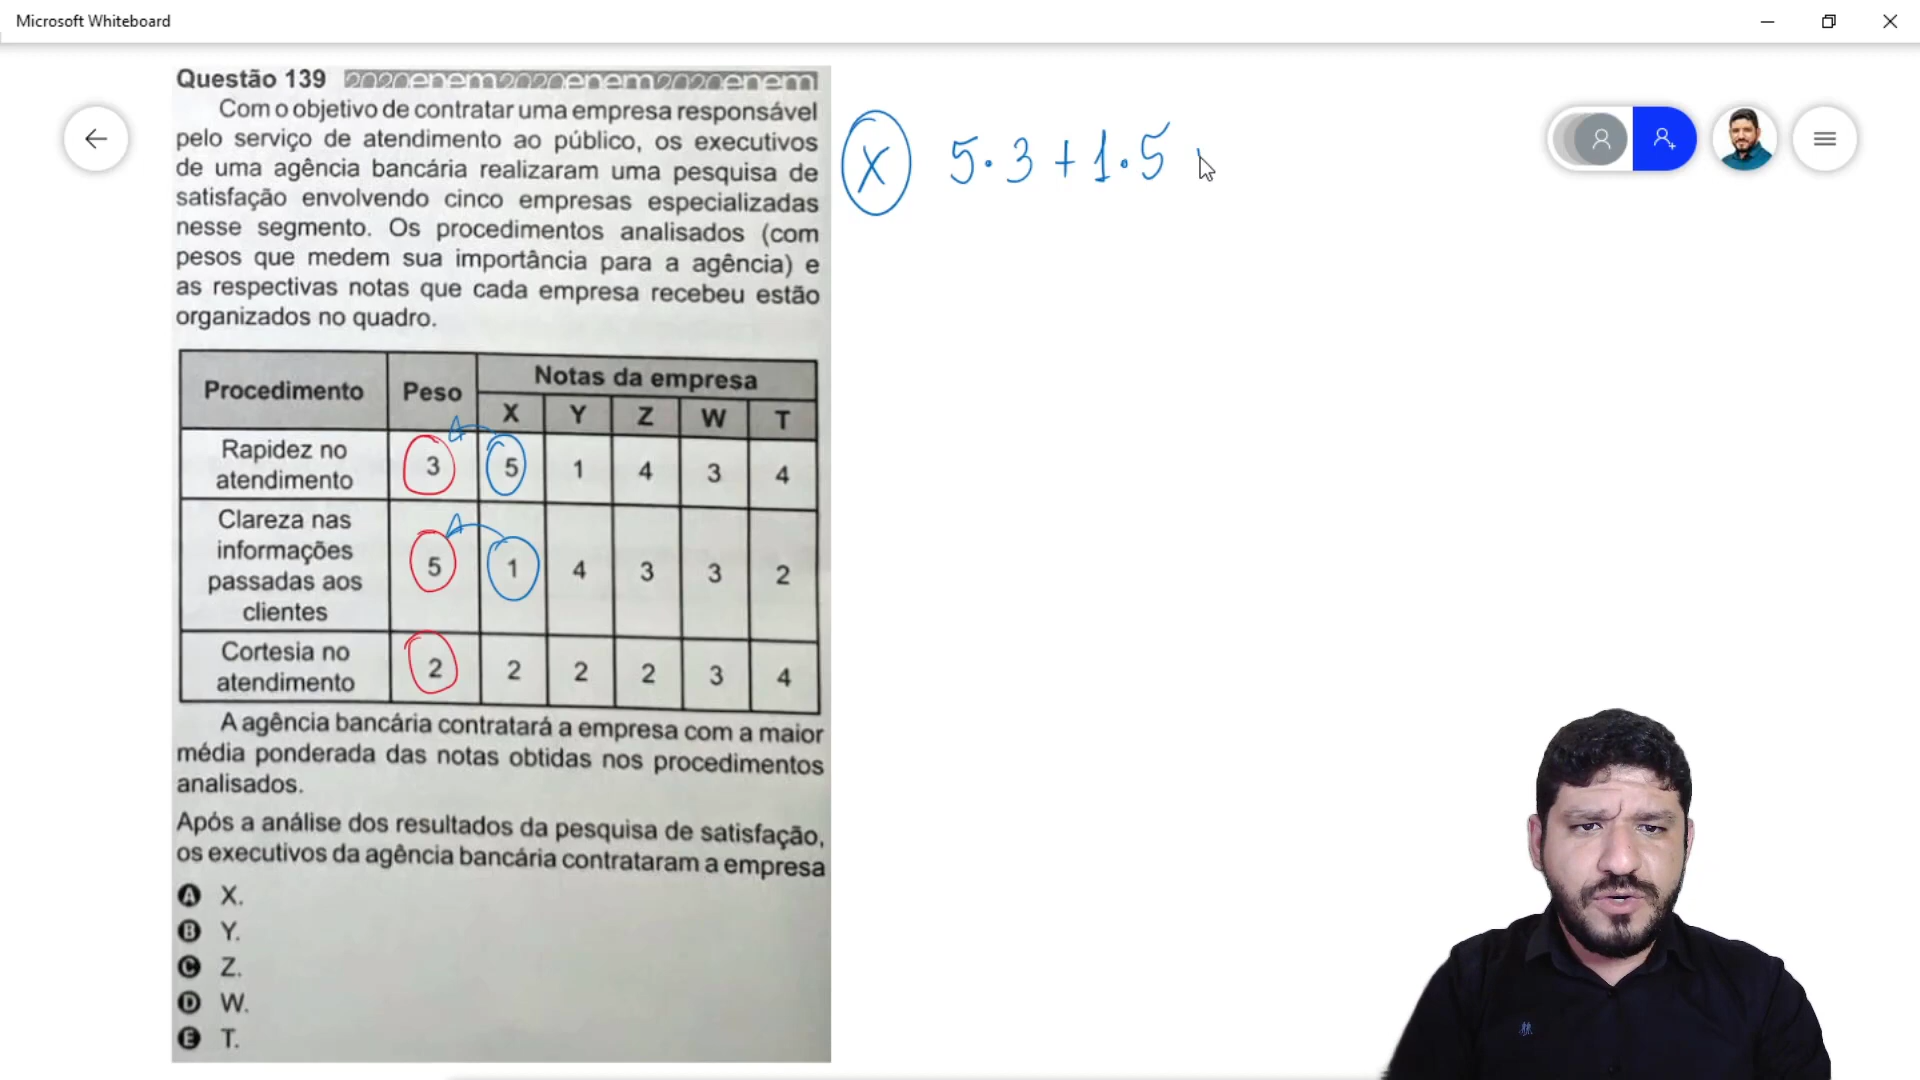 Microsoft Whiteboard
Questão 139 2020enem2020enem2020enem
Com o objetivo de contratar uma empresa responsável
pelo serviço de atendimento ao público, os executivos
de uma agência bancária realizaram uma pesquisa de
satisfação envolvendo cinco empresas especializadas
nesse segmento. Os procedimentos analisados (com
pesos que medem sua importância para a agência) e
as respectivas notas que cada empresa recebeu estão
organizados no quadro.
Procedimento Peso Notas da empresa
X Y Z W T
Rapidez no
atendimento 3 5 1 4 3 4
Clareza nas
informações
passadas aos
clientes 5 1 4 3 3 2
Cortesia no
atendimento 2 2 2 2 3 4
A agência bancária contratará a empresa com a maior
média ponderada das notas obtidas nos procedimentos
analisados.
Após a análise dos resultados da pesquisa de satisfação,
os executivos da agência bancária contrataram a empresa
A X.
B Y.
C Z.
D W.
E T.
X 5·3+1·5